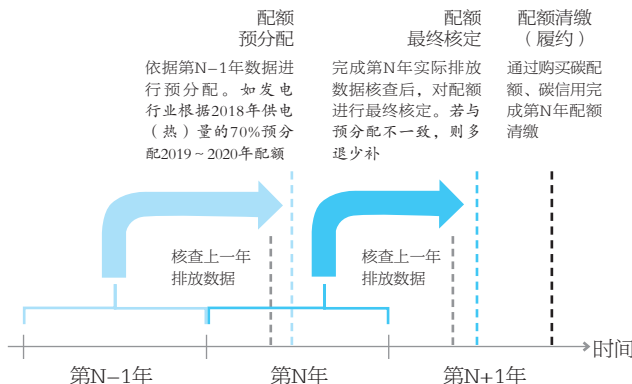 配额
预分配
依据第N−1年数据进
行预分配。如发电
行业根据2018年供电
（热）量的70%预分
配2019～2020年配额
配额
最终核定
完成第N年实际排放
数据核查后，对配额
进行最终核定。若与
预分配不一致，则多
退少补
配额清缴
（履约）
通过购买碳配
额、碳信用完
成第N年配额
清缴
核查上一年
排放数据
核查上一年
排放数据
时间
第N−1年
第N年
第N+1年